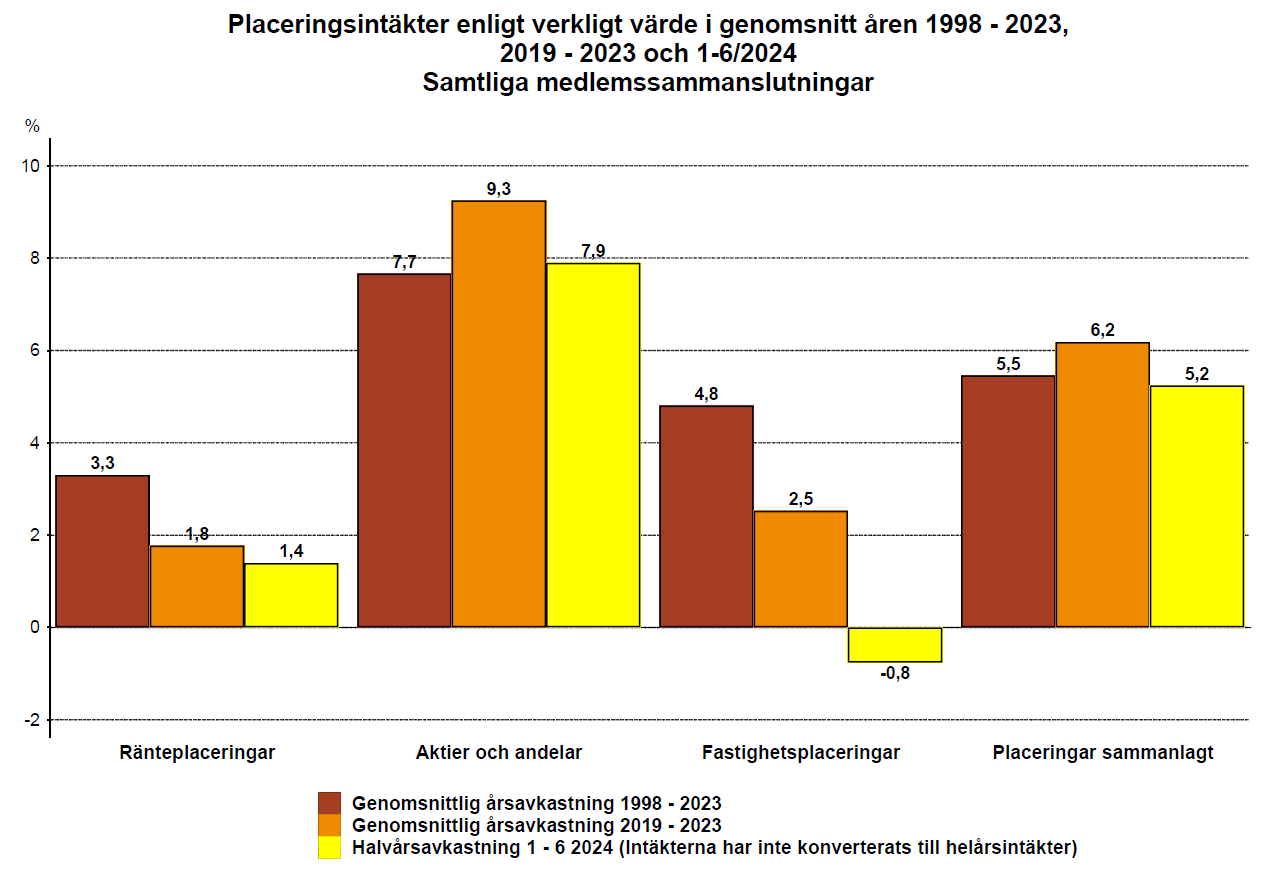 Placeringsintäkter enligt verkligt värde i genomsnitt åren 1998 - 2023,
2019 - 2023 och 1-6/2024
Samtliga medlemssammanslutningar
%
10
8
6
4
2
0
-2
3,3
1,8
1,4
7,7
9,3
7,9
4,8
2,5
-0,8
5,5
6,2
5,2
Ränteplaceringar
Aktier och andelar
Fastighetsplaceringar
Placeringar sammanlagt
Genomsnittlig årsavkastning 1998 - 2023
Genomsnittlig årsavkastning 2019 - 2023
Halvårsavkastning 1 - 6 2024 (Intäkterna har inte konverterats till helårsintäkter)